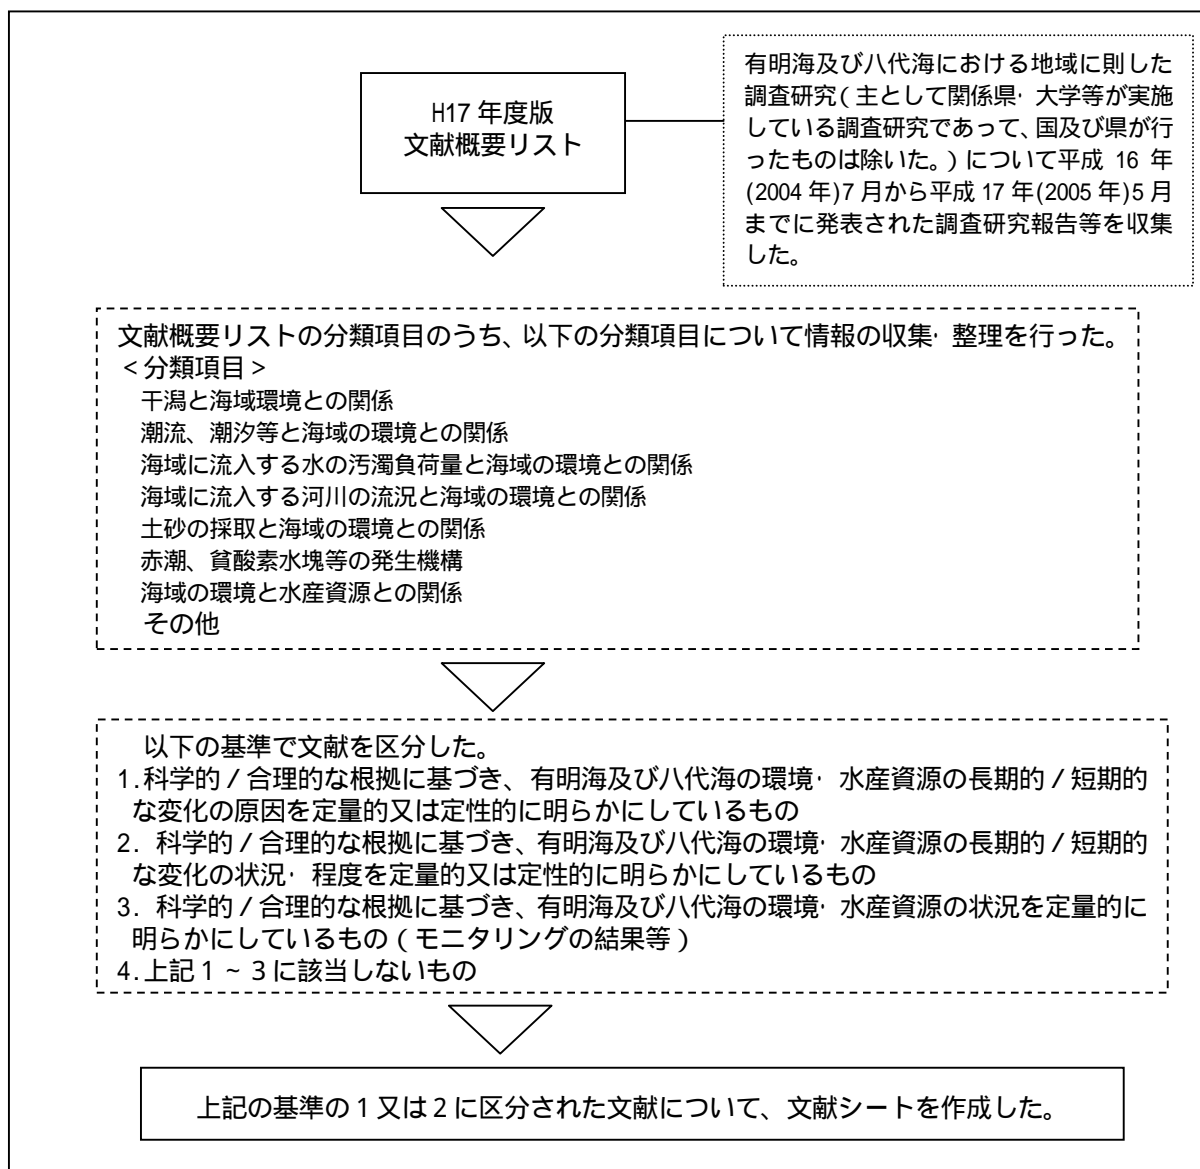 H17 年度版
文献概要リスト
有明海及び八代海における地域に則した
調査研究(主として関係県・大学等が実施
している調査研究であって、国及び県が行
ったものは除いた。)について平成 16 年
(2004 年)7 月から平成 17 年(2005 年)5 月
までに発表された調査研究報告等を収集
した。
文献概要リストの分類項目のうち、以下の分類項目について情報の収集・整理を行った。
<分類項目>
干潟と海域環境との関係
潮流、潮汐等と海域の環境との関係
海域に流入する水の汚濁負荷量と海域の環境との関係
海域に流入する河川の流況と海域の環境との関係
土砂の採取と海域の環境との関係
赤潮、貧酸素水塊等の発生機構
海域の環境と水産資源との関係
その他
以下の基準で文献を区分した。
1.科学的/合理的な根拠に基づき、有明海及び八代海の環境・水産資源の長期的/短期的
な変化の原因を定量的又は定性的に明らかにしているもの
2. 科学的/合理的な根拠に基づき、有明海及び八代海の環境・水産資源の長期的/短期的
な変化の状況・程度を定量的又は定性的に明らかにしているもの
3. 科学的/合理的な根拠に基づき、有明海及び八代海の環境・水産資源の状況を定量的に
明らかにしているもの(モニタリングの結果等)
4.上記1~3に該当しないもの
上記の基準の1又は2に区分された文献について、文献シートを作成した。